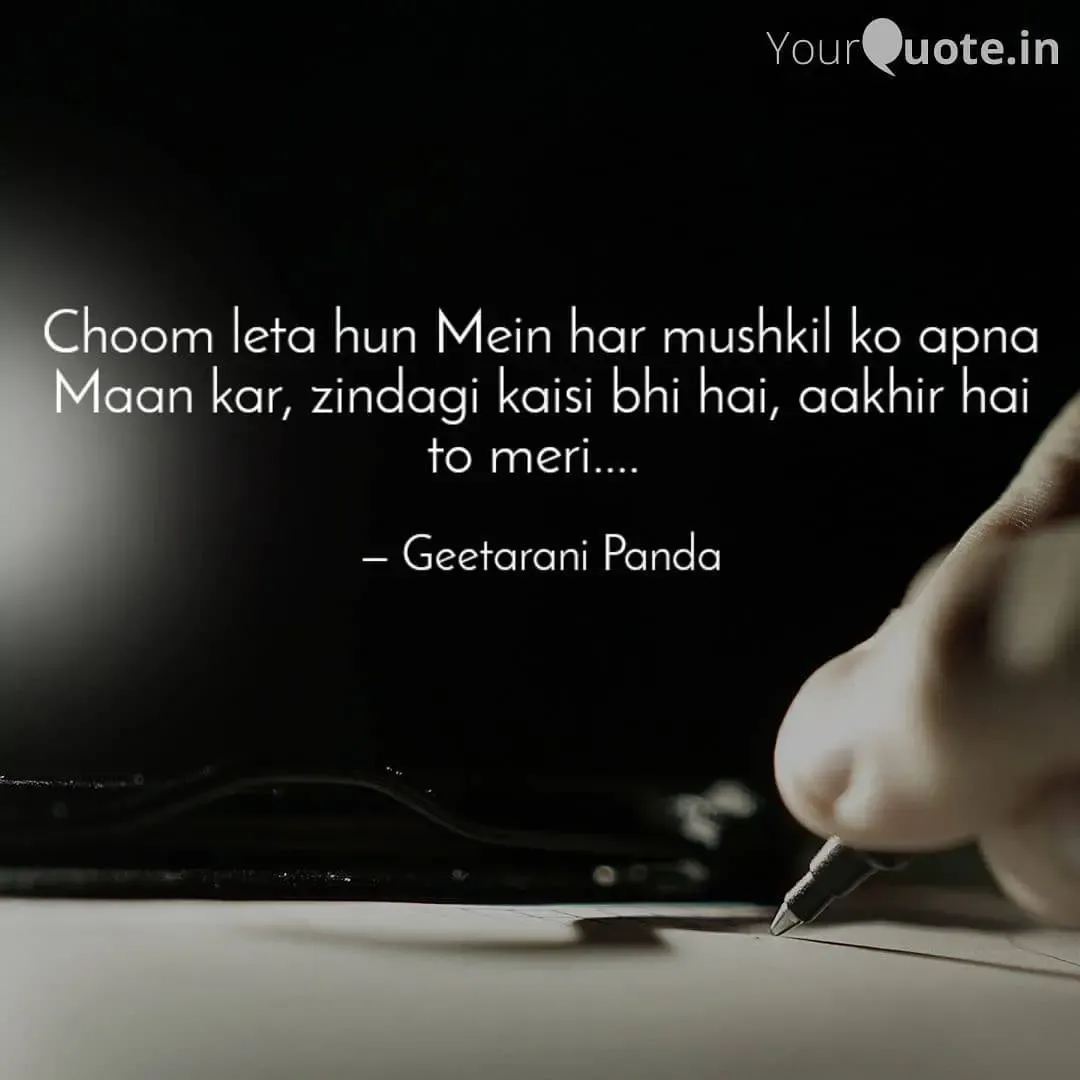 YourQuote.in
Choom leta hun Mein har mushkil ko apna
Maan kar, zindagi kaisi bhi hai, aakhir hai
to meri....
– Geetarani Panda